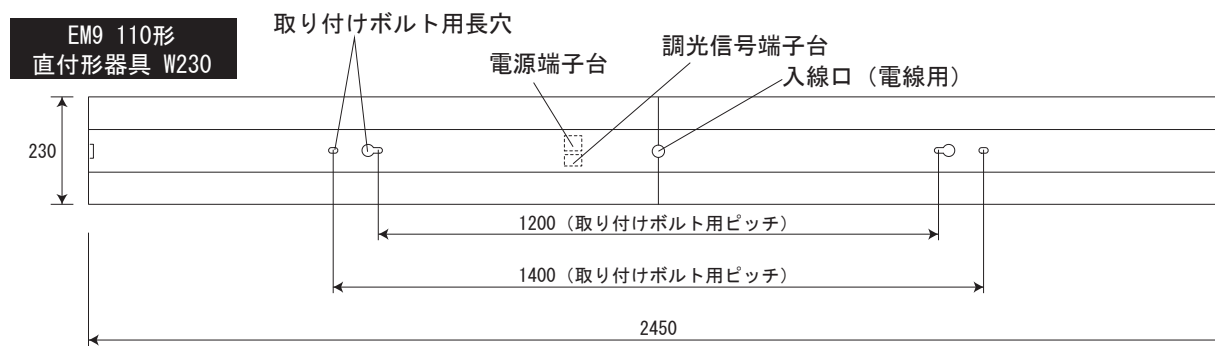 EM9 110形
直付形器具 W230
取り付けボルト用長穴
電源端子台
調光信号端子台
入線口（電線用）
230
1200（取り付けボルト用ピッチ）
1400（取り付けボルト用ピッチ）
2450